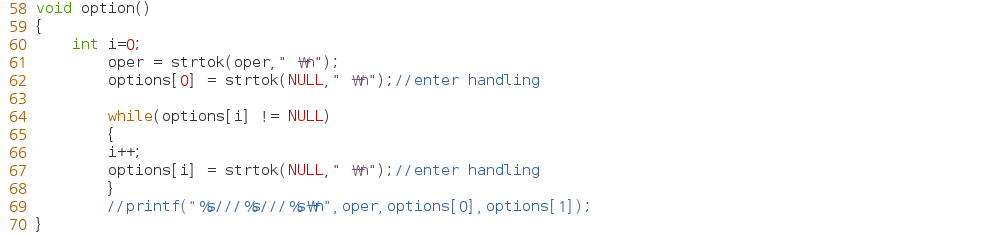 58 void option()
59 {
60     int i=0;
61         oper = strtok(oper," ₩n");
62         options[0] = strtok(NULL," ₩n");//enter handling
63
64         while(options[i] != NULL)
65         {
66         i++;
67         options[i] = strtok(NULL," ₩n");//enter handling
68         }
69         //printf("%s///%s///%s₩n",oper,options[0],options[1]);
70 }